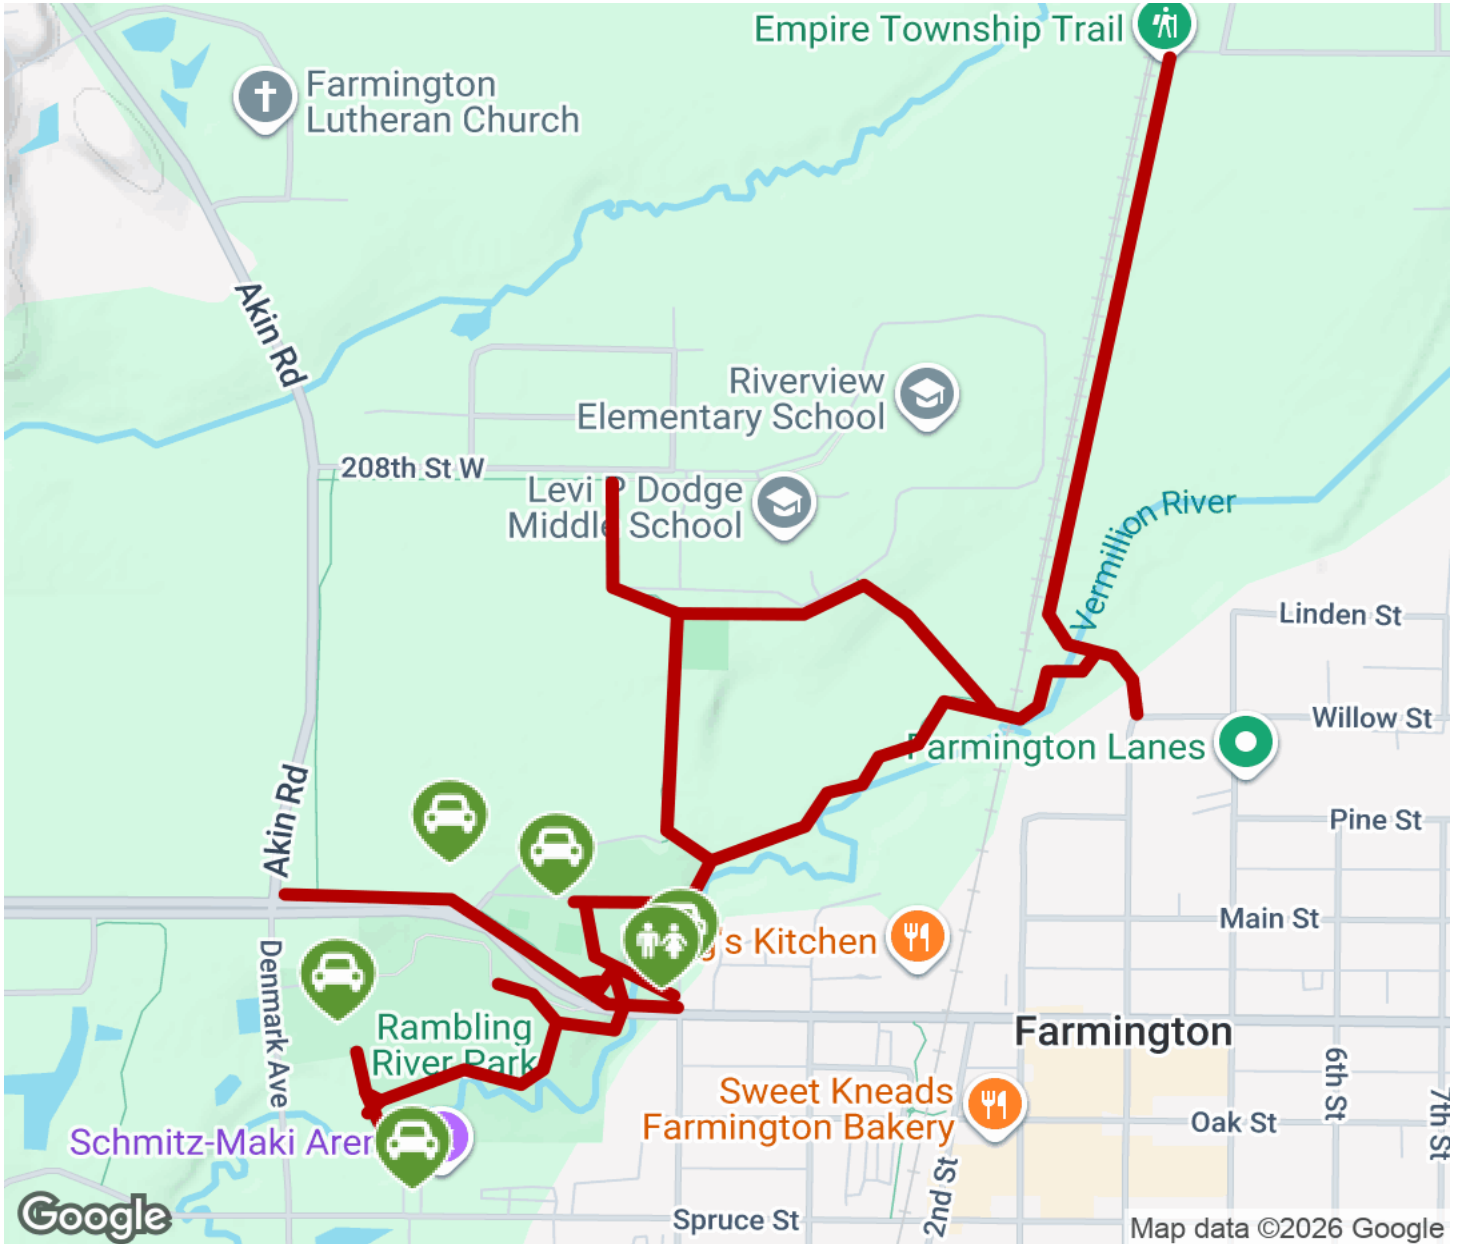 Empire Township Trail
Farmington
Lutheran Church
Akin Rd
Riverview
Elementary School
208th St W
Levi P Dodge
Middle School
Vermillion River
Linden St
Willow St
Farmington Lanes
Akin Rd
Pine St
Main St
g's Kitchen
Denmark Ave
Rambling
River Park
Farmington
6th St
7th St
Sweet Kneads
Farmington Bakery
Oak St
Schmitz-Maki Aren
2nd St
Spruce St
Google
Map data ©2026 Google